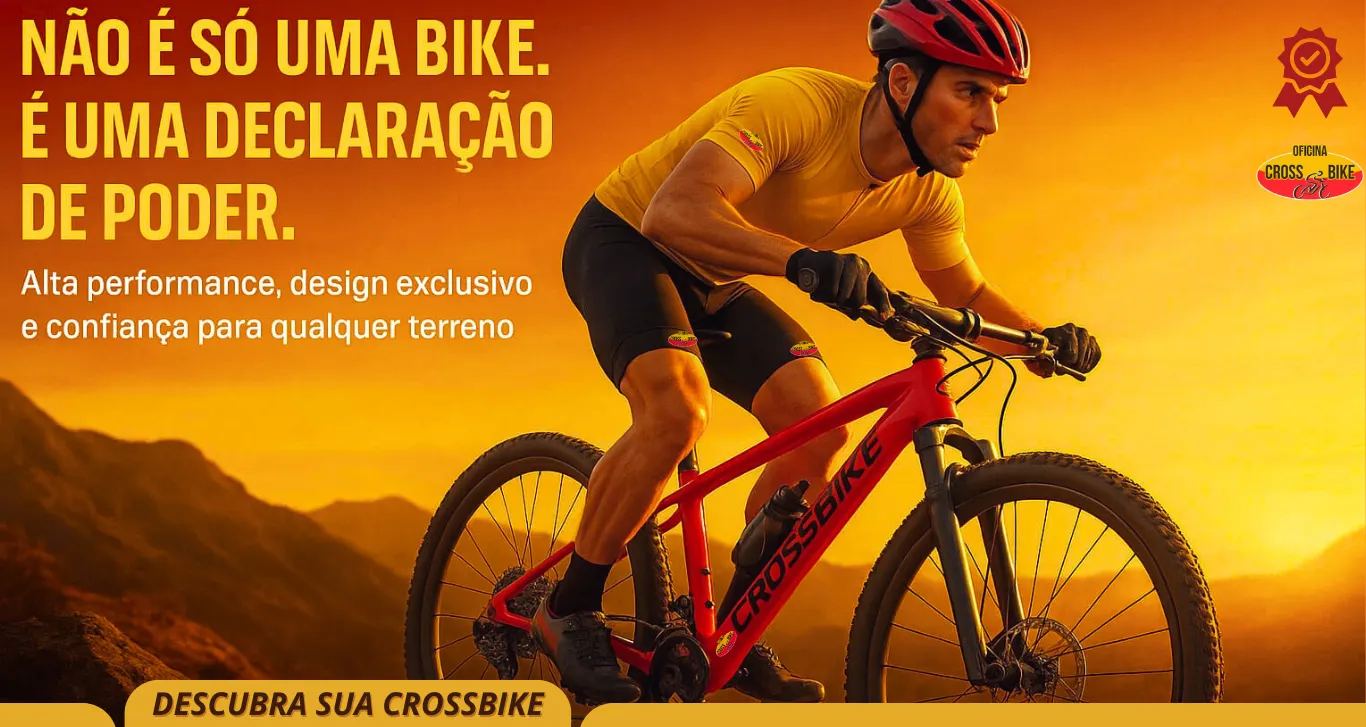 NÃO É SÓ UMA BIKE.
É UMA DECLARAÇÃO
DE PODER.
Alta performance, design exclusivo
e confiança para qualquer terreno
OFICINA
CROSS BIKE
CROSSBIKE
DESCUBRA SUA CROSSBIKE